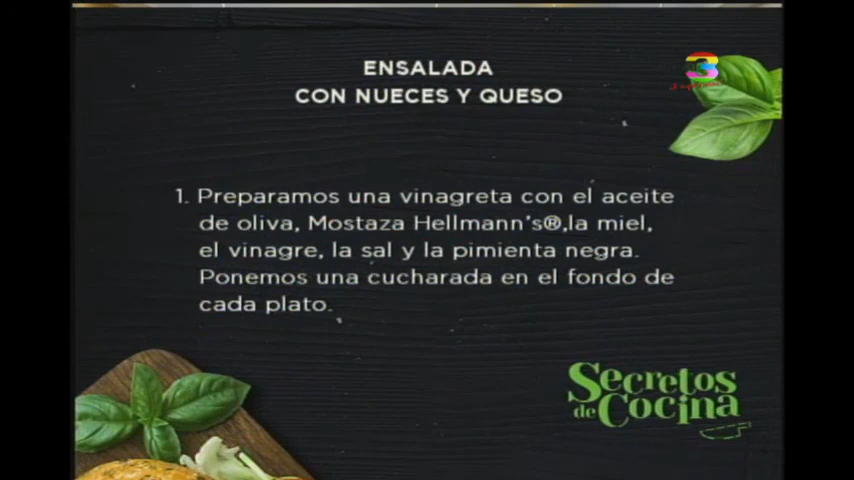 ENSALADA
CON NUECES Y QUESO
3
1. Preparamos una vinagreta con el aceite
de oliva, Mostaza Hellmann's®,la miel,
el vinagre, la sal y la pimienta negra.
Ponemos una cucharada en el fondo de
cada plato.
Secretos
de Cocina